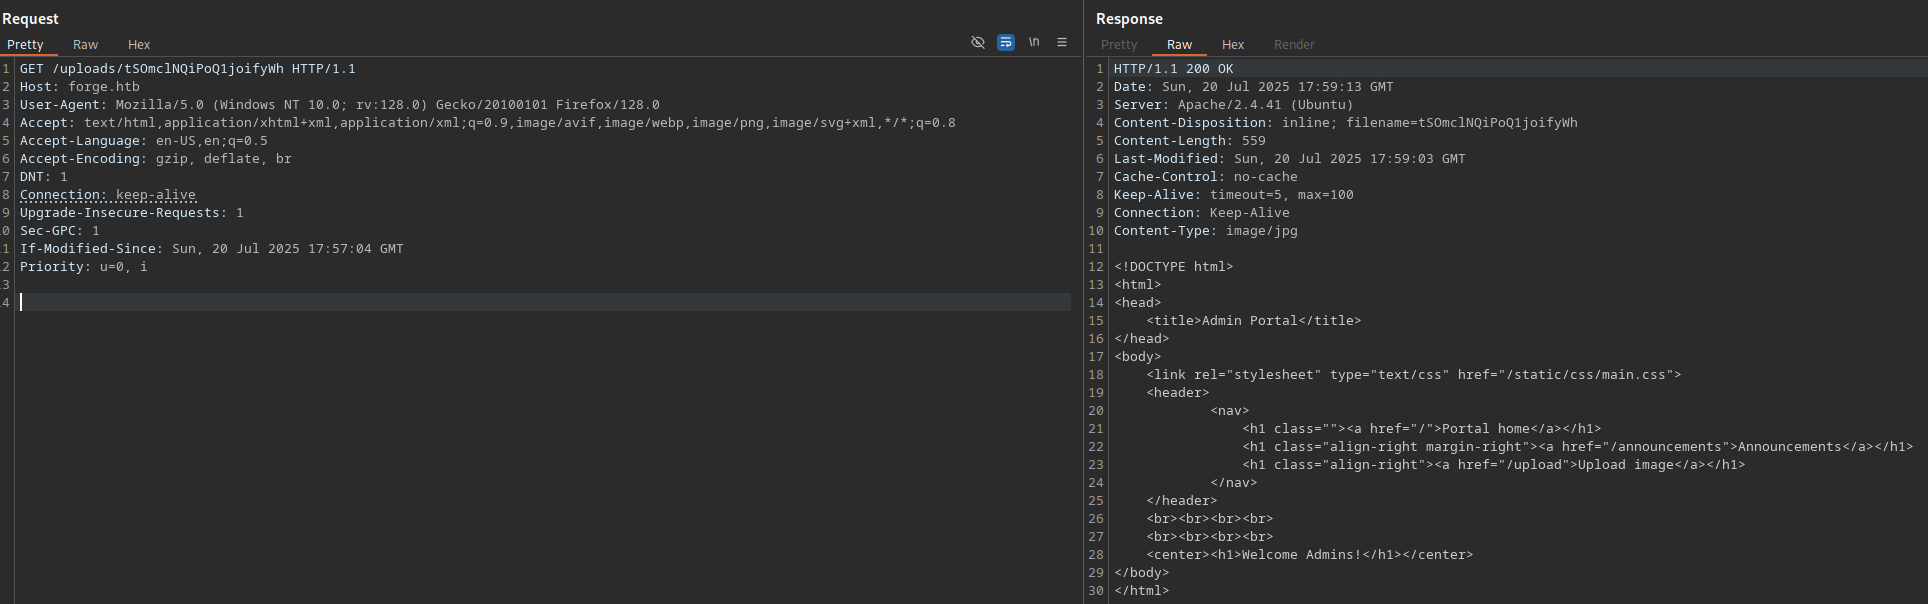 Request
Pretty Raw Hex \n
1 GET /uploads/tSOmclNQiPoQ1joifyWh HTTP/1.1
2 Host: forge.htb
3 User-Agent: Mozilla/5.0 (Windows NT 10.0; rv:128.0) Gecko/20100101 Firefox/128.0
4 Accept: text/html,application/xhtml+xml,application/xml;q=0.9,image/avif,image/webp,image/png,image/svg+xml,*/*;q=0.8
5 Accept-Language: en-US,en;q=0.5
6 Accept-Encoding: gzip, deflate, br
7 DNT: 1
8 Connection: keep-alive
9 Upgrade-Insecure-Requests: 1
0 Sec-GPC: 1
1 If-Modified-Since: Sun, 20 Jul 2025 17:57:04 GMT
2 Priority: u=0, i
3
4
Response
Pretty Raw Hex Render
1 HTTP/1.1 200 OK
2 Date: Sun, 20 Jul 2025 17:59:13 GMT
3 Server: Apache/2.4.41 (Ubuntu)
4 Content-Disposition: inline; filename=tSOmclNQiPoQ1joifyWh
5 Content-Length: 559
6 Last-Modified: Sun, 20 Jul 2025 17:59:03 GMT
7 Cache-Control: no-cache
8 Keep-Alive: timeout=5, max=100
9 Connection: Keep-Alive
10 Content-Type: image/jpg
11
12 <!DOCTYPE html>
13 <html>
14 <head>
15     <title>Admin Portal</title>
16 </head>
17 <body>
18     <link rel="stylesheet" type="text/css" href="/static/css/main.css">
19     <header>
20             <nav>
21                 <h1 class=""><a href="/">Portal home</a></h1>
22                 <h1 class="align-right margin-right"><a href="/announcements">Announcements</a></h1>
23                 <h1 class="align-right"><a href="/upload">Upload image</a></h1>
24             </nav>
25     </header>
26     <br><br><br><br>
27     <br><br><br><br>
28     <center><h1>Welcome Admins!</h1></center>
29 </body>
30 </html>